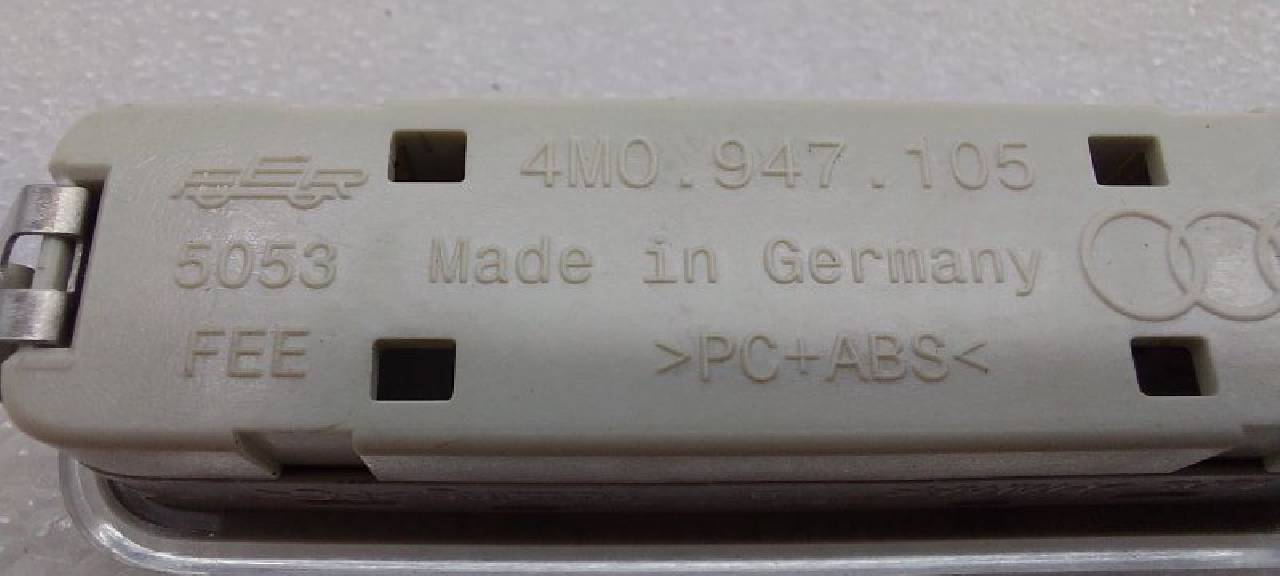 4M0.947.105
5053 Made in Germany
FEE >PC+ABS<